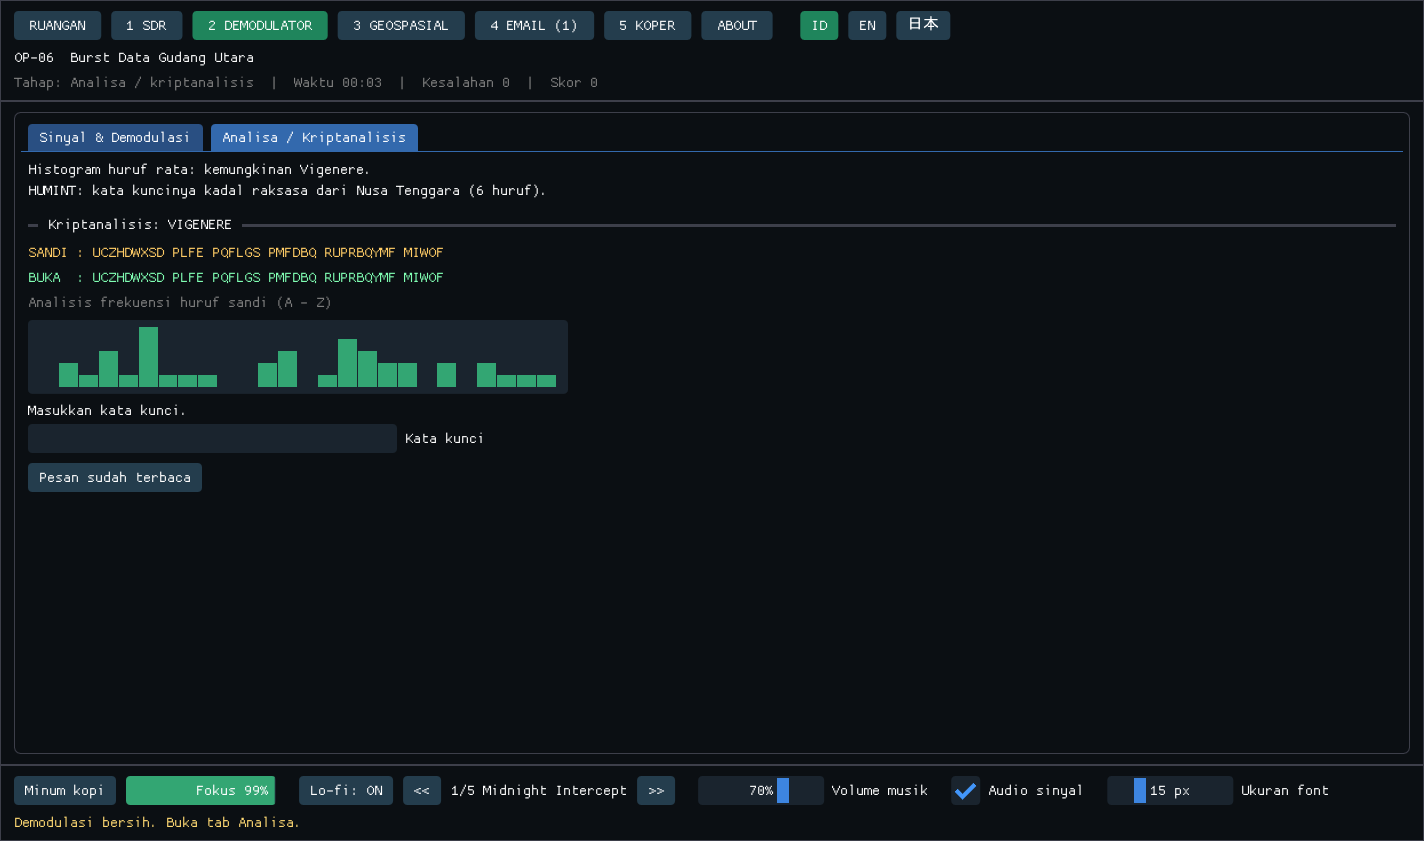 RUANGAN 1 SDR 2 DEMODULATOR 3 GEOSPASIAL 4 EMAIL (1) 5 KOPER ABOUT ID EN 日本
OP-06 Burst Data Gudang Utara
Tahap: Analisa / kriptanalisis | Waktu 00:03 | Kesalahan 0 | Skor 0
Sinyal & Demodulasi Analisa / Kriptanalisis
Histogram huruf rata: kemungkinan Vigenere.
HUMINT: kata kuncinya kadal raksasa dari Nusa Tenggara (6 huruf).
Kriptanalisis: VIGENERE
SANDI : UCZHDWXSD PLFE PQFLGS PMFDBQ RUPRBQYMF MIWOF
BUKA : UCZHDWXSD PLFE PQFLGS PMFDBQ RUPRBQYMF MIWOF
Analisis frekuensi huruf sandi (A - Z)
Masukkan kata kunci.
Kata kunci
Pesan sudah terbaca
Minum kopi Fokus 99% Lo-fi: ON << 1/5 Midnight Intercept >> 70% Volume musik Audio sinyal 15 px Ukuran font
Demodulasi bersih. Buka tab Analisa.